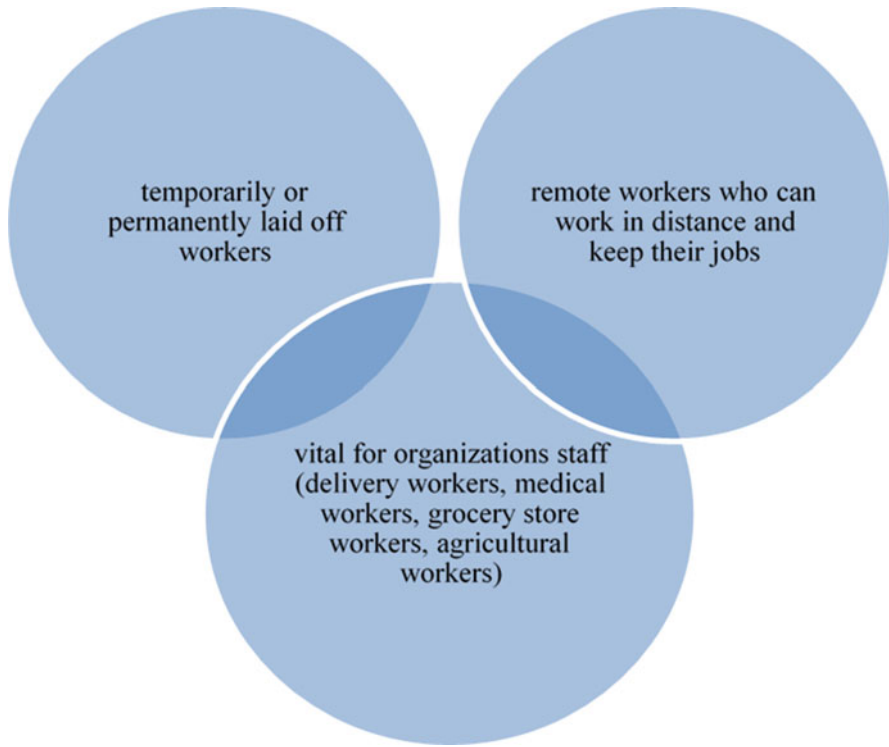 temporarily or
permanently laid off
workers
remote workers who can
work in distance and
keep their jobs
vital for organizations staff
(delivery workers, medical
workers, grocery store
workers, agricultural
workers)